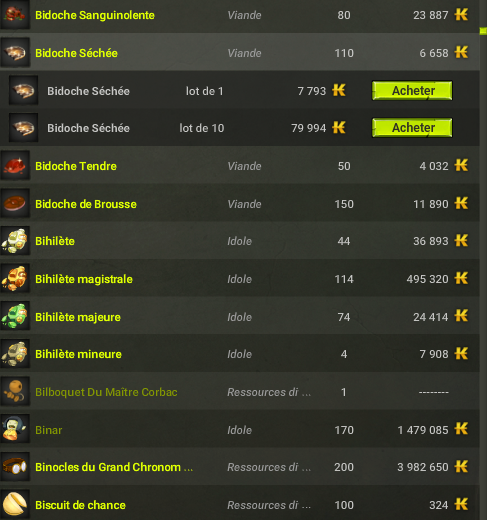 Bidoche Sanguinolente Viande 80 23 887
Bidoche Séchée Viande 110 6 658
Bidoche Séchée lot de 1 7 793 Acheter
Bidoche Séchée lot de 10 79 994 Acheter
Bidoche Tendre Viande 50 4 032
Bidoche de Brousse Viande 150 11 890
Bihilète Idole 44 36 893
Bihilète magistrale Idole 114 495 320
Bihilète majeure Idole 74 24 414
Bihilète mineure Idole 4 7 908
Bilboquet Du Maître Corbac Ressources di ... 1 --------
Binar Idole 170 1 479 085
Binocles du Grand Chronom ... Ressources di ... 200 3 982 650
Biscuit de chance Ressources di ... 100 324